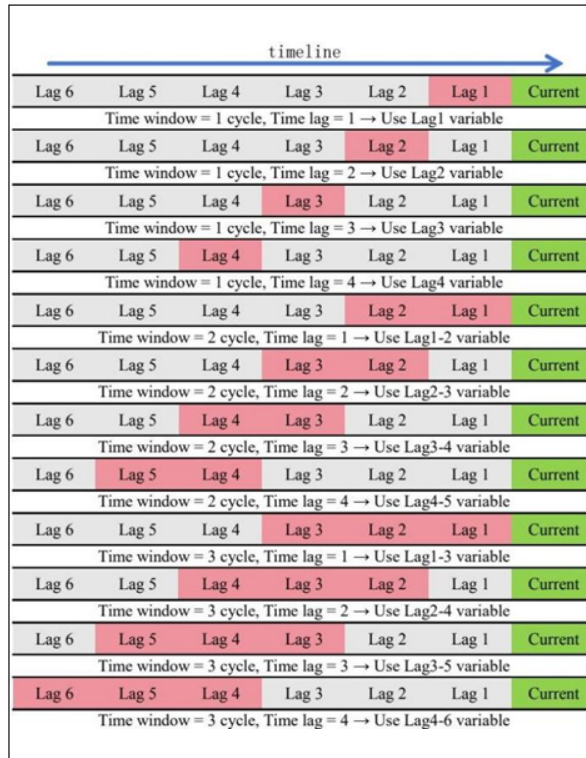 timeline
Lag 6 Lag 5 Lag 4 Lag 3 Lag 2 Lag 1 Current
Time window = 1 cycle, Time lag = 1 → Use Lag1 variable
Lag 6 Lag 5 Lag 4 Lag 3 Lag 2 Lag 1 Current
Time window = 1 cycle, Time lag = 2 → Use Lag2 variable
Lag 6 Lag 5 Lag 4 Lag 3 Lag 2 Lag 1 Current
Time window = 1 cycle, Time lag = 3 → Use Lag3 variable
Lag 6 Lag 5 Lag 4 Lag 3 Lag 2 Lag 1 Current
Time window = 1 cycle, Time lag = 4 → Use Lag4 variable
Lag 6 Lag 5 Lag 4 Lag 3 Lag 2 Lag 1 Current
Time window = 2 cycle, Time lag = 1 → Use Lag1-2 variable
Lag 6 Lag 5 Lag 4 Lag 3 Lag 2 Lag 1 Current
Time window = 2 cycle, Time lag = 2 → Use Lag2-3 variable
Lag 6 Lag 5 Lag 4 Lag 3 Lag 2 Lag 1 Current
Time window = 2 cycle, Time lag = 3 → Use Lag3-4 variable
Lag 6 Lag 5 Lag 4 Lag 3 Lag 2 Lag 1 Current
Time window = 2 cycle, Time lag = 4 → Use Lag4-5 variable
Lag 6 Lag 5 Lag 4 Lag 3 Lag 2 Lag 1 Current
Time window = 3 cycle, Time lag = 1 → Use Lag1-3 variable
Lag 6 Lag 5 Lag 4 Lag 3 Lag 2 Lag 1 Current
Time window = 3 cycle, Time lag = 2 → Use Lag2-4 variable
Lag 6 Lag 5 Lag 4 Lag 3 Lag 2 Lag 1 Current
Time window = 3 cycle, Time lag = 3 → Use Lag3-5 variable
Lag 6 Lag 5 Lag 4 Lag 3 Lag 2 Lag 1 Current
Time window = 3 cycle, Time lag = 4 → Use Lag4-6 variable